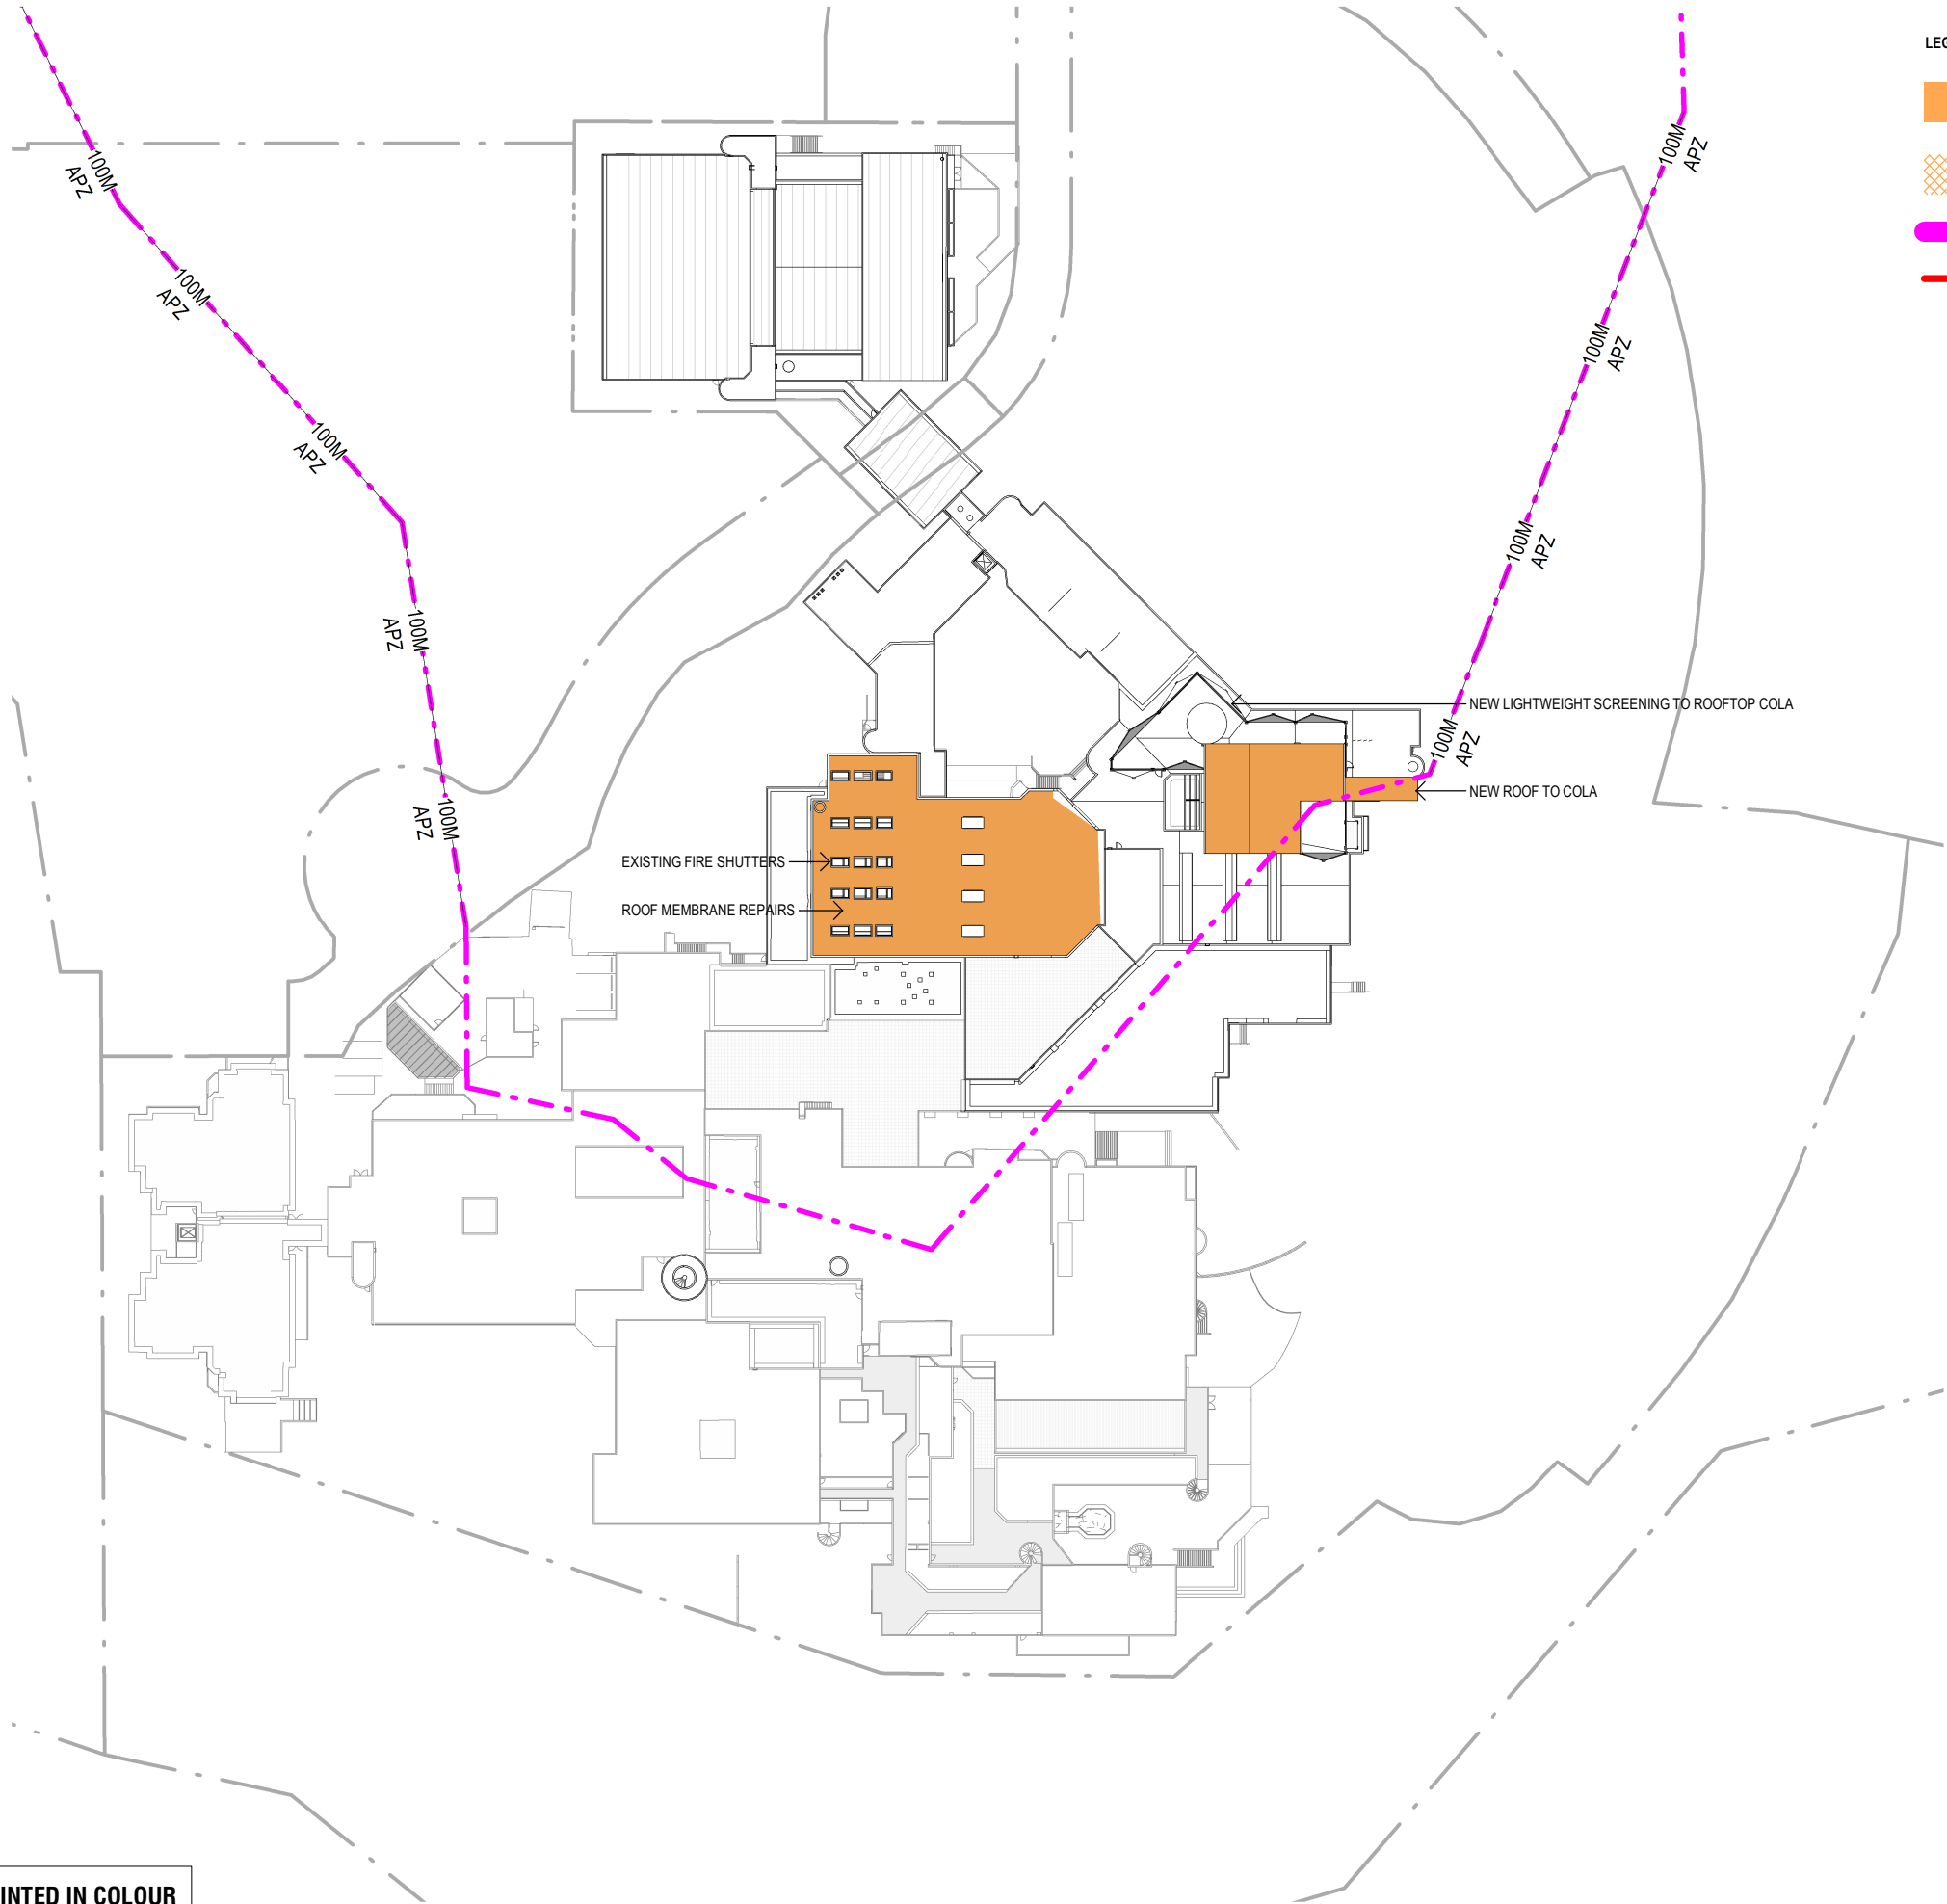 LEG
100M
APZ
100M
APZ
100M
APZ
100M
APZ
100M
APZ
100M
APZ
100M
APZ
100M
APZ
100M
APZ
NEW LIGHTWEIGHT SCREENING TO ROOFTOP COLA
NEW ROOF TO COLA
EXISTING FIRE SHUTTERS
ROOF MEMBRANE REPAIRS
INTED IN COLOUR